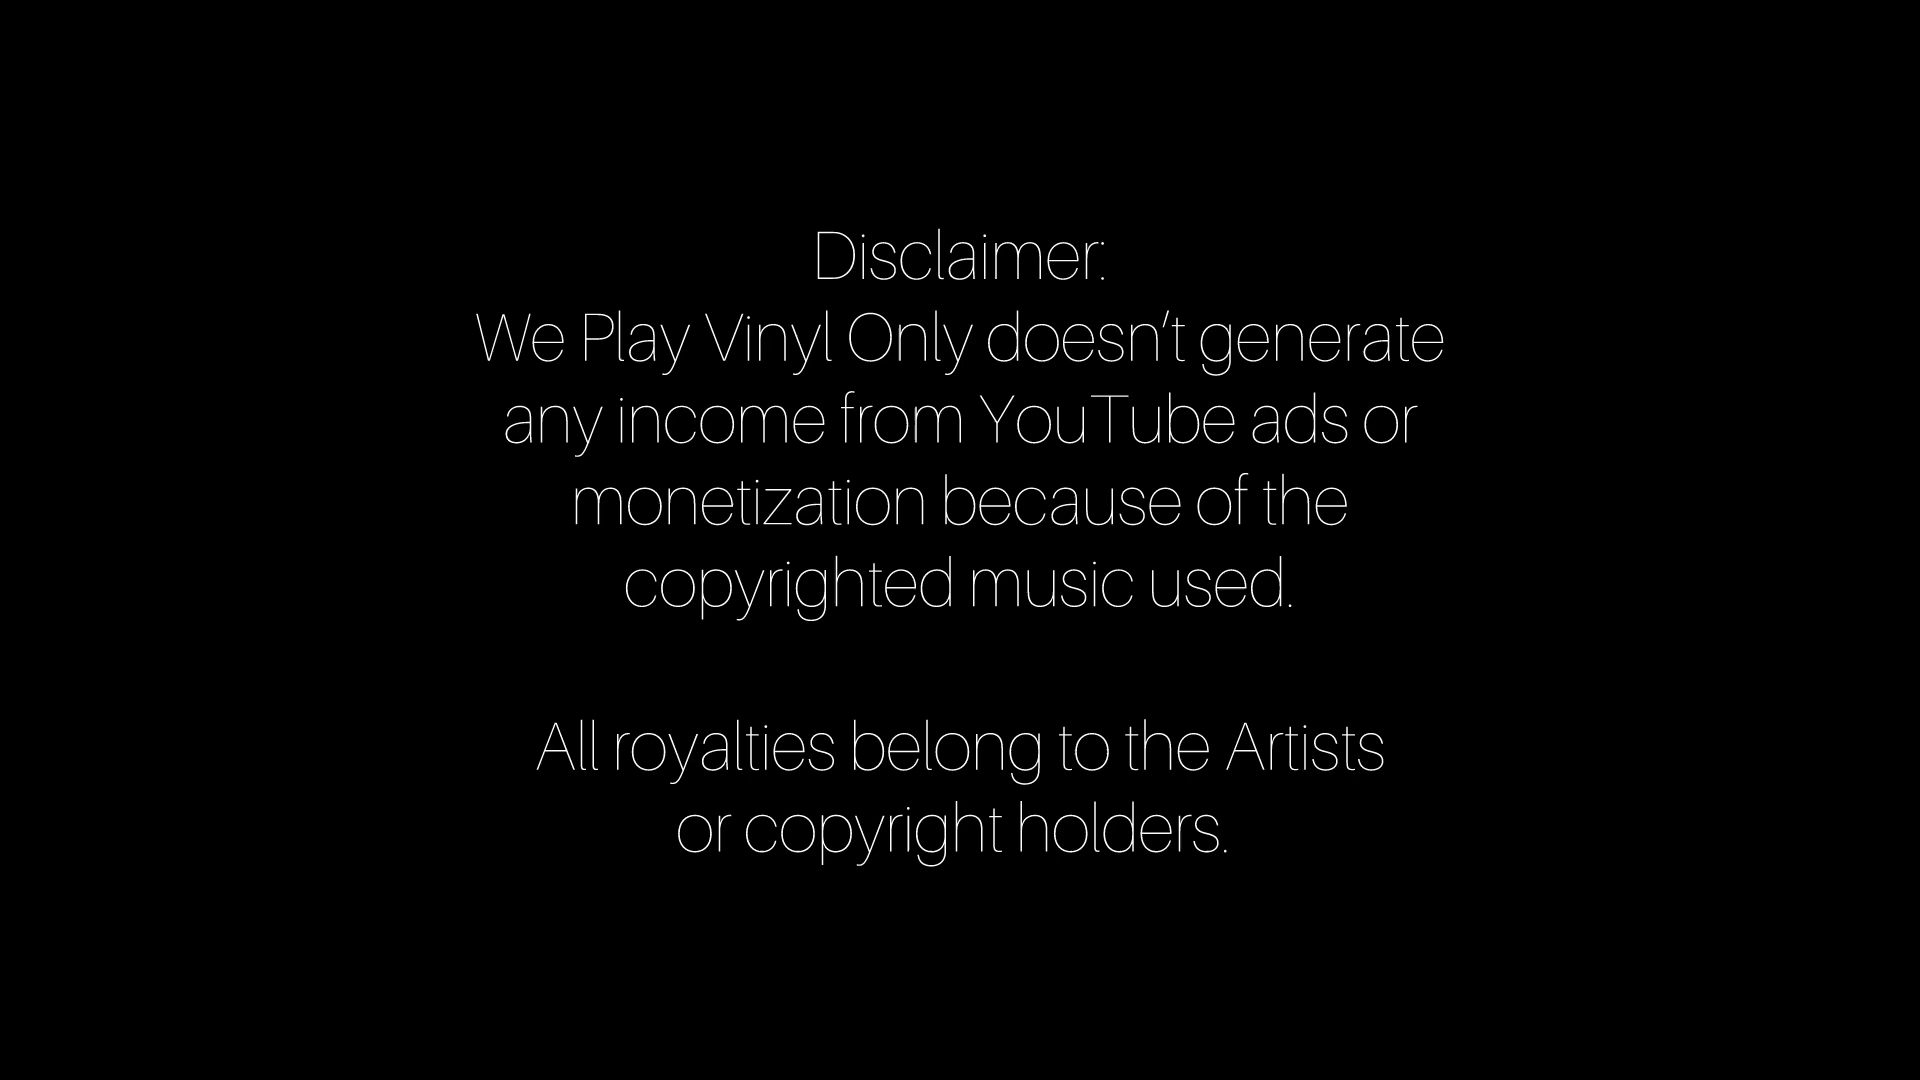 Disclaimer:
We Play Vinyl Only doesn’t generate
any income from YouTube ads or
monetization because of the
copyrighted music used.
All royalties belong to the Artists
or copyright holders.